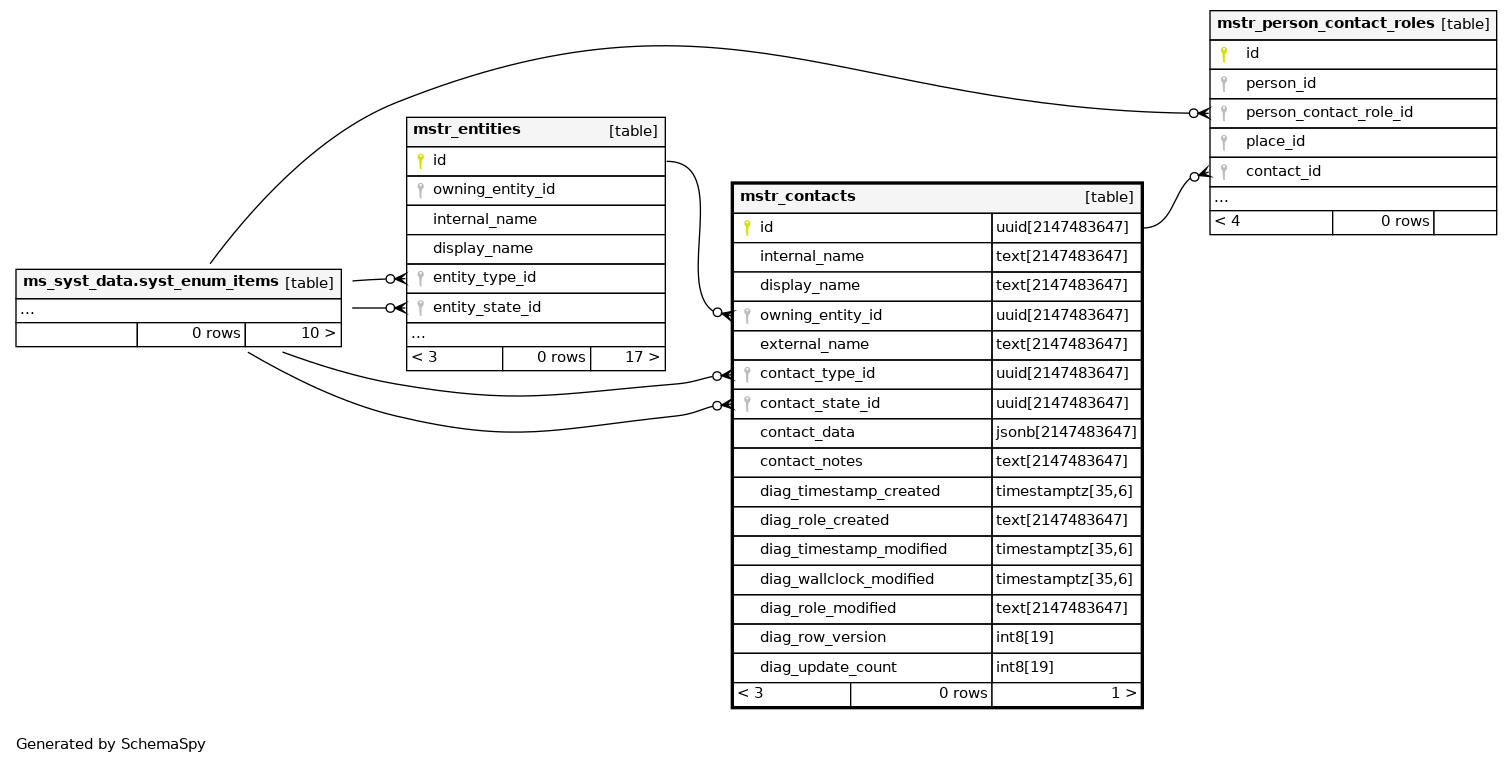 mstr_person_contact_roles [table]
id
person_id
person_contact_role_id
place_id
contact_id
...
< 4 0 rows
mstr_entities [table]
id
owning_entity_id
internal_name
display_name
entity_type_id
entity_state_id
...
< 3 0 rows 17 >
ms_syst_data.syst_enum_items [table]
...
0 rows 10 >
mstr_contacts [table]
id uuid[2147483647]
internal_name text[2147483647]
display_name text[2147483647]
owning_entity_id uuid[2147483647]
external_name text[2147483647]
contact_type_id uuid[2147483647]
contact_state_id uuid[2147483647]
contact_data jsonb[2147483647]
contact_notes text[2147483647]
diag_timestamp_created timestamptz[35,6]
diag_role_created text[2147483647]
diag_timestamp_modified timestamptz[35,6]
diag_wallclock_modified timestamptz[35,6]
diag_role_modified text[2147483647]
diag_row_version int8[19]
diag_update_count int8[19]
< 3 0 rows 1 >
Generated by SchemaSpy